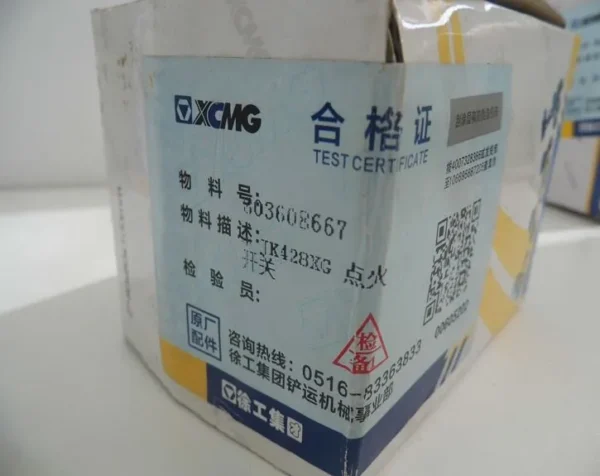 XCMG
合格证
TEST CERTIFICATE
物料号:
803608667
物料描述:
JK428XG 点火
开关
检验员:
原厂
配件
检
备
咨询热线: 0516-83363833
徐工集团铲运机械
事业部
徐工集团
XCMG